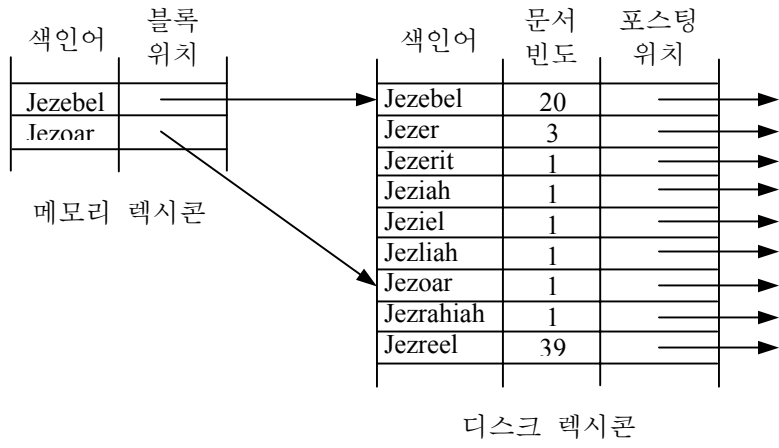 색인어 블록 위치
Jezebel
Jezoar
메모리 렉시콘
색인어 문서 빈도 포스팅 위치
Jezebel 20
Jezer 3
Jezerit 1
Jeziah 1
Jeziel 1
Jezliah 1
Jezoar 1
Jezrahiah 1
Jezreel 39
디스크 렉시콘